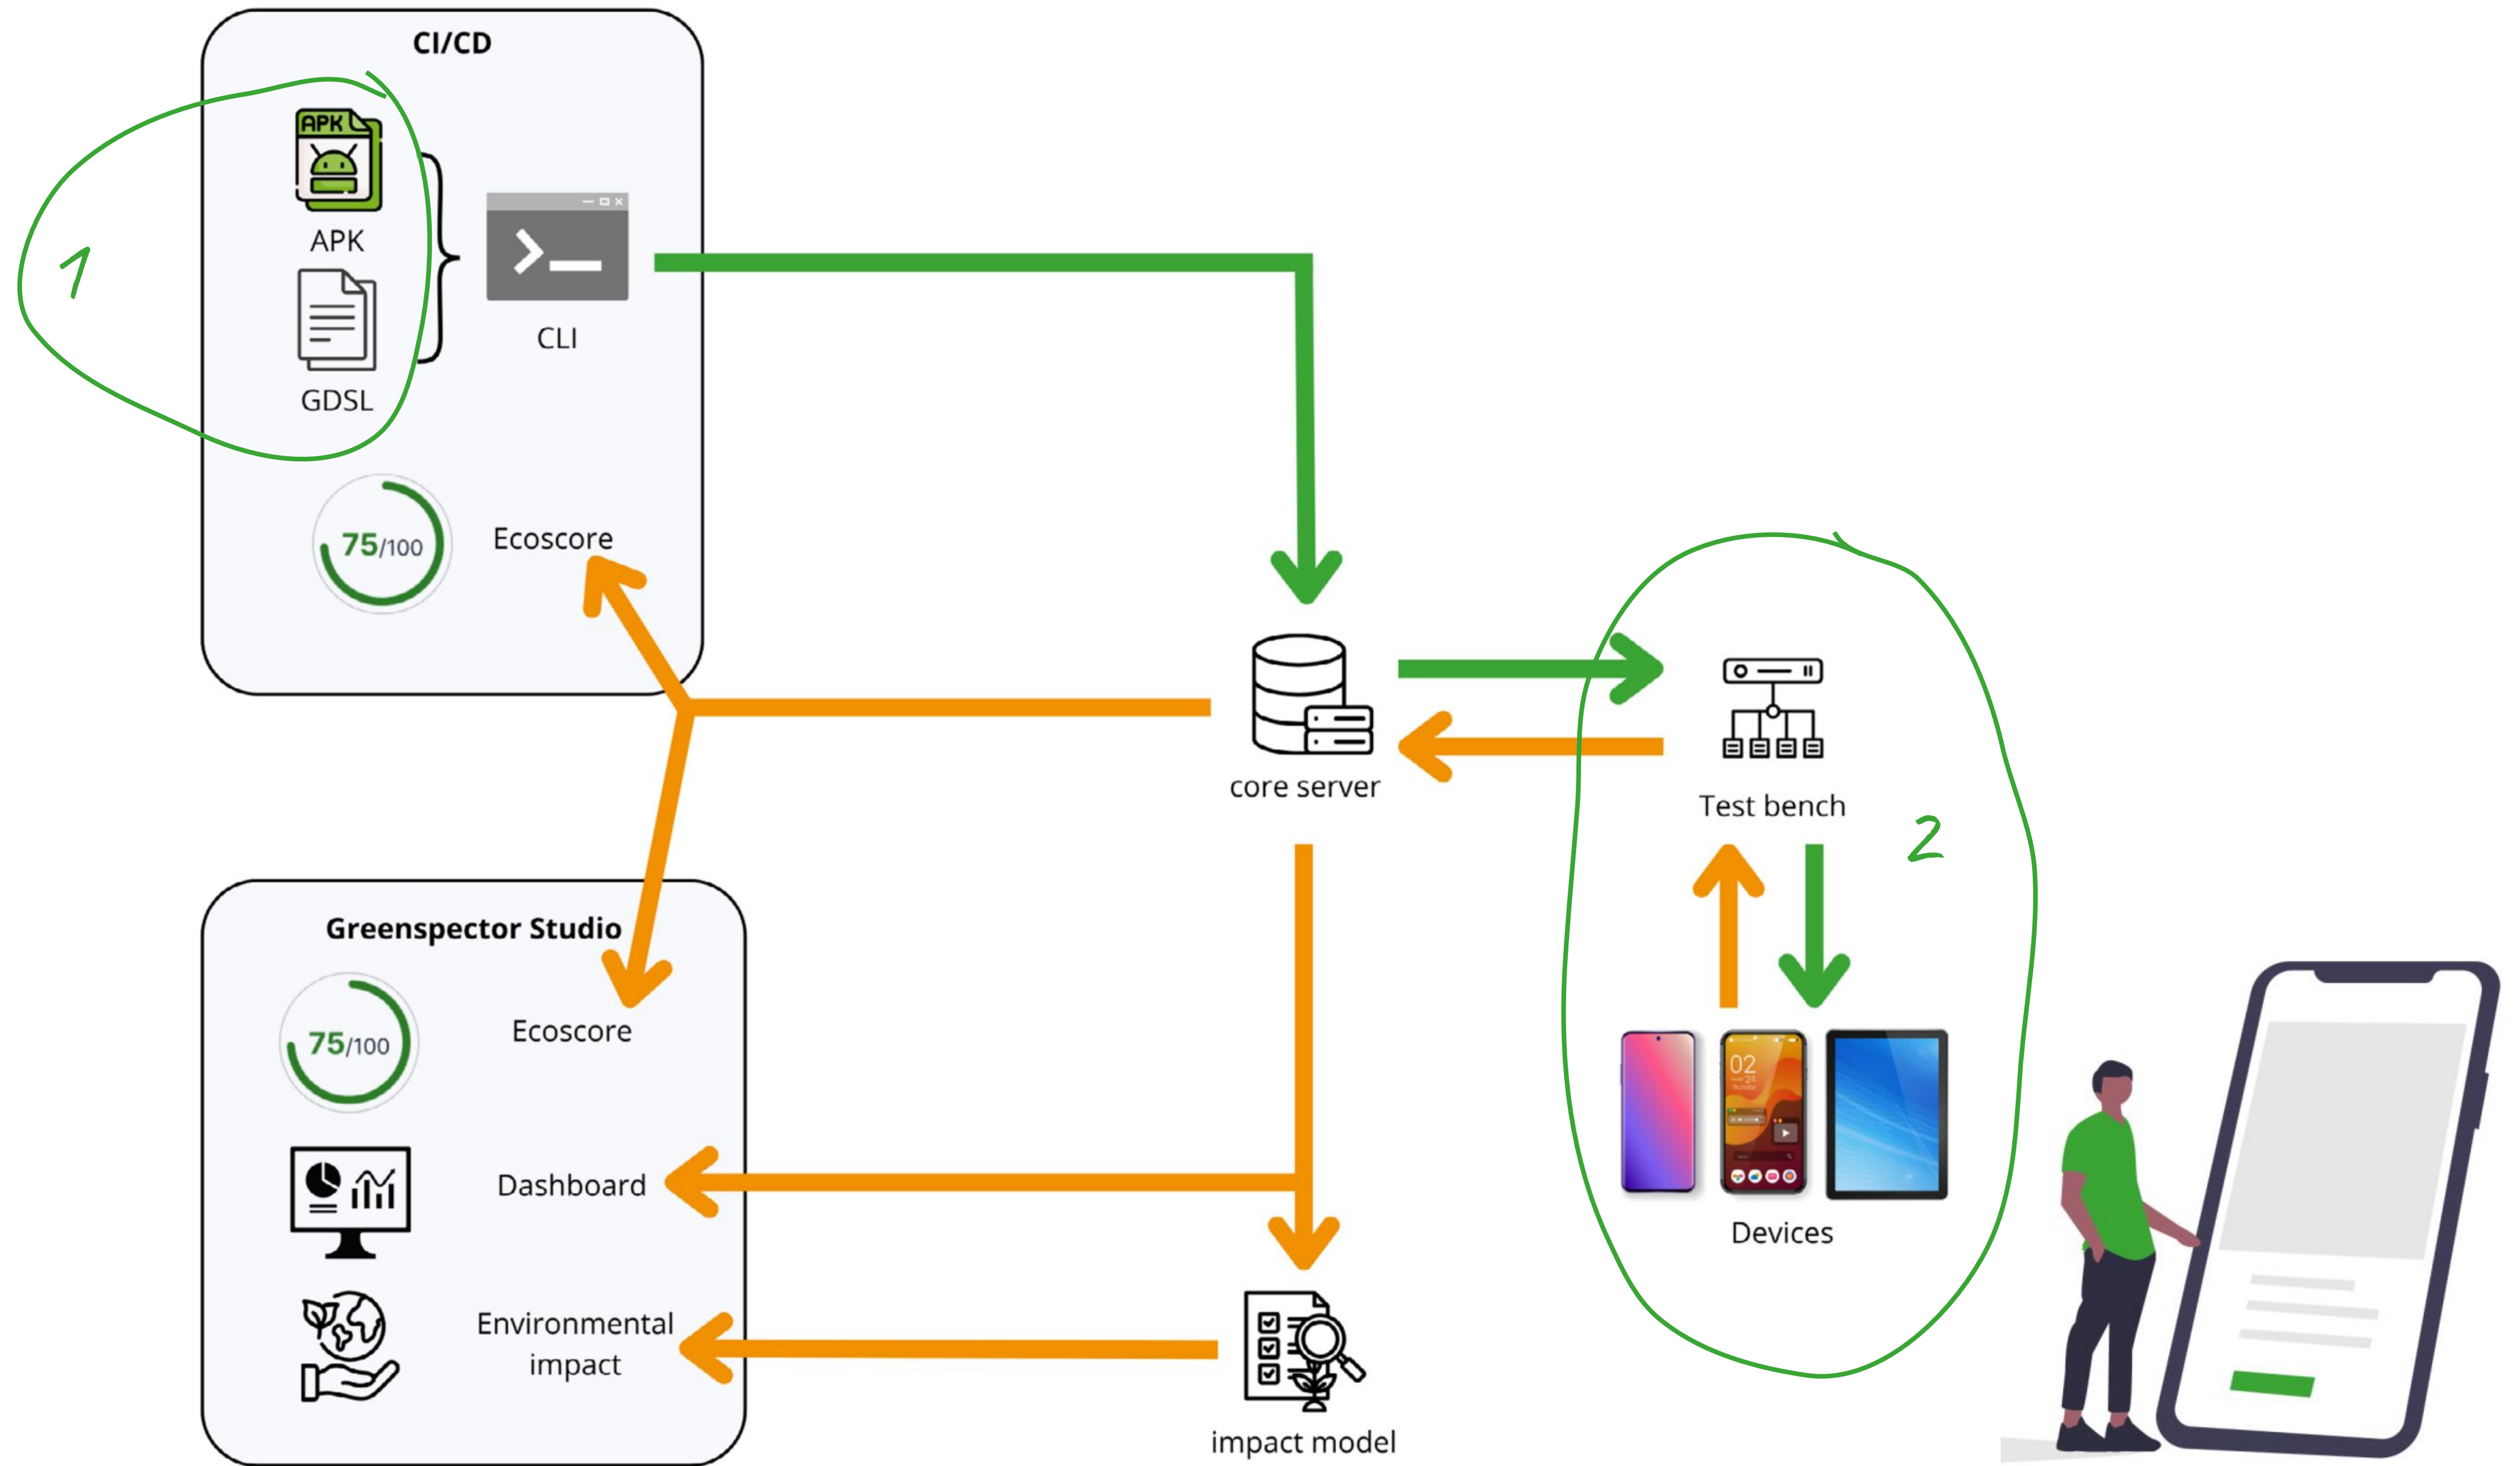 CI/CD
APK
APK
1
CLI
GDSL
75/100
Ecoscore
core server
Test bench
2
Greenspector Studio
75/100
Ecoscore
02
Dashboard
Devices
Environmental
impact
impact model